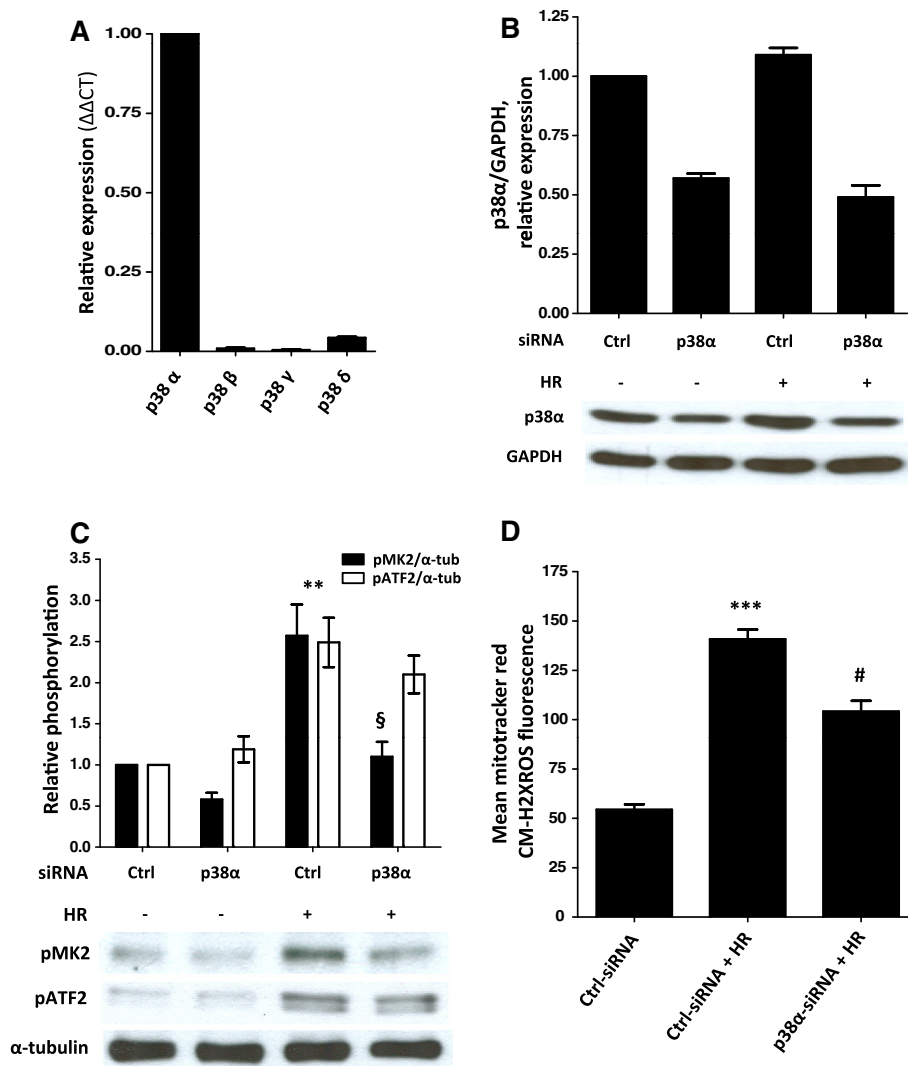 A
Relative expression (ΔΔCT)
1.00
0.75
0.50
0.25
0.00
p38 α
p38 β
p38 γ
p38 δ
B
p38α/GAPDH,
relative expression
1.00
1.25
0.75
0.50
0.25
0.00
siRNA Ctrl p38α Ctrl p38α
HR - - + +
p38α
GAPDH
C
pMK2/α-tub
pATF2/α-tub
Relative phosphorylation
3.5
3.0
2.5
2.0
1.5
1.0
0.5
0.0
**
§
siRNA Ctrl p38α Ctrl p38α
HR - - + +
pMK2
pATF2
α-tubulin
D
Mean mitotracker red
CM-H2XROS fluorescence
175
150
125
100
75
50
25
0
***
#
Ctrl-siRNA
Ctrl-siRNA + HR
p38α-siRNA + HR